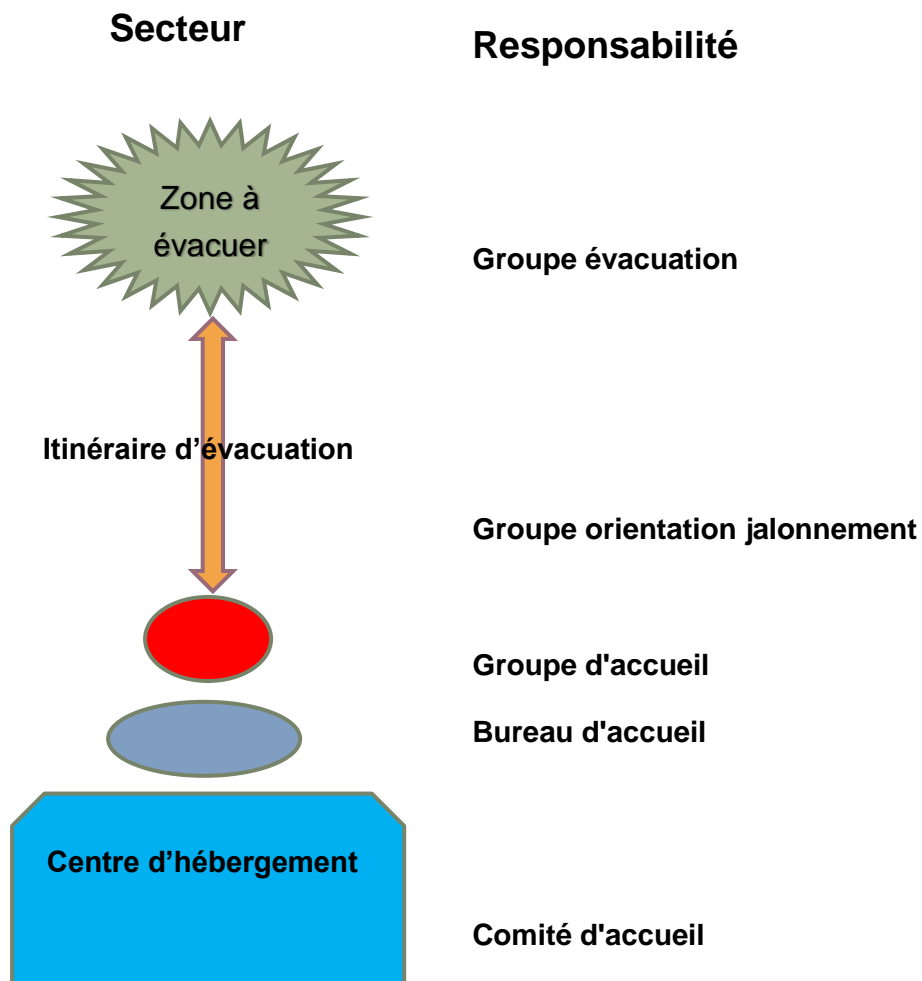 Secteur
Responsabilité
Zone à
évacuer
Groupe évacuation
Itinéraire d’évacuation
Groupe orientation jalonnement
Groupe d'accueil
Bureau d'accueil
Centre d’hébergement
Comité d'accueil